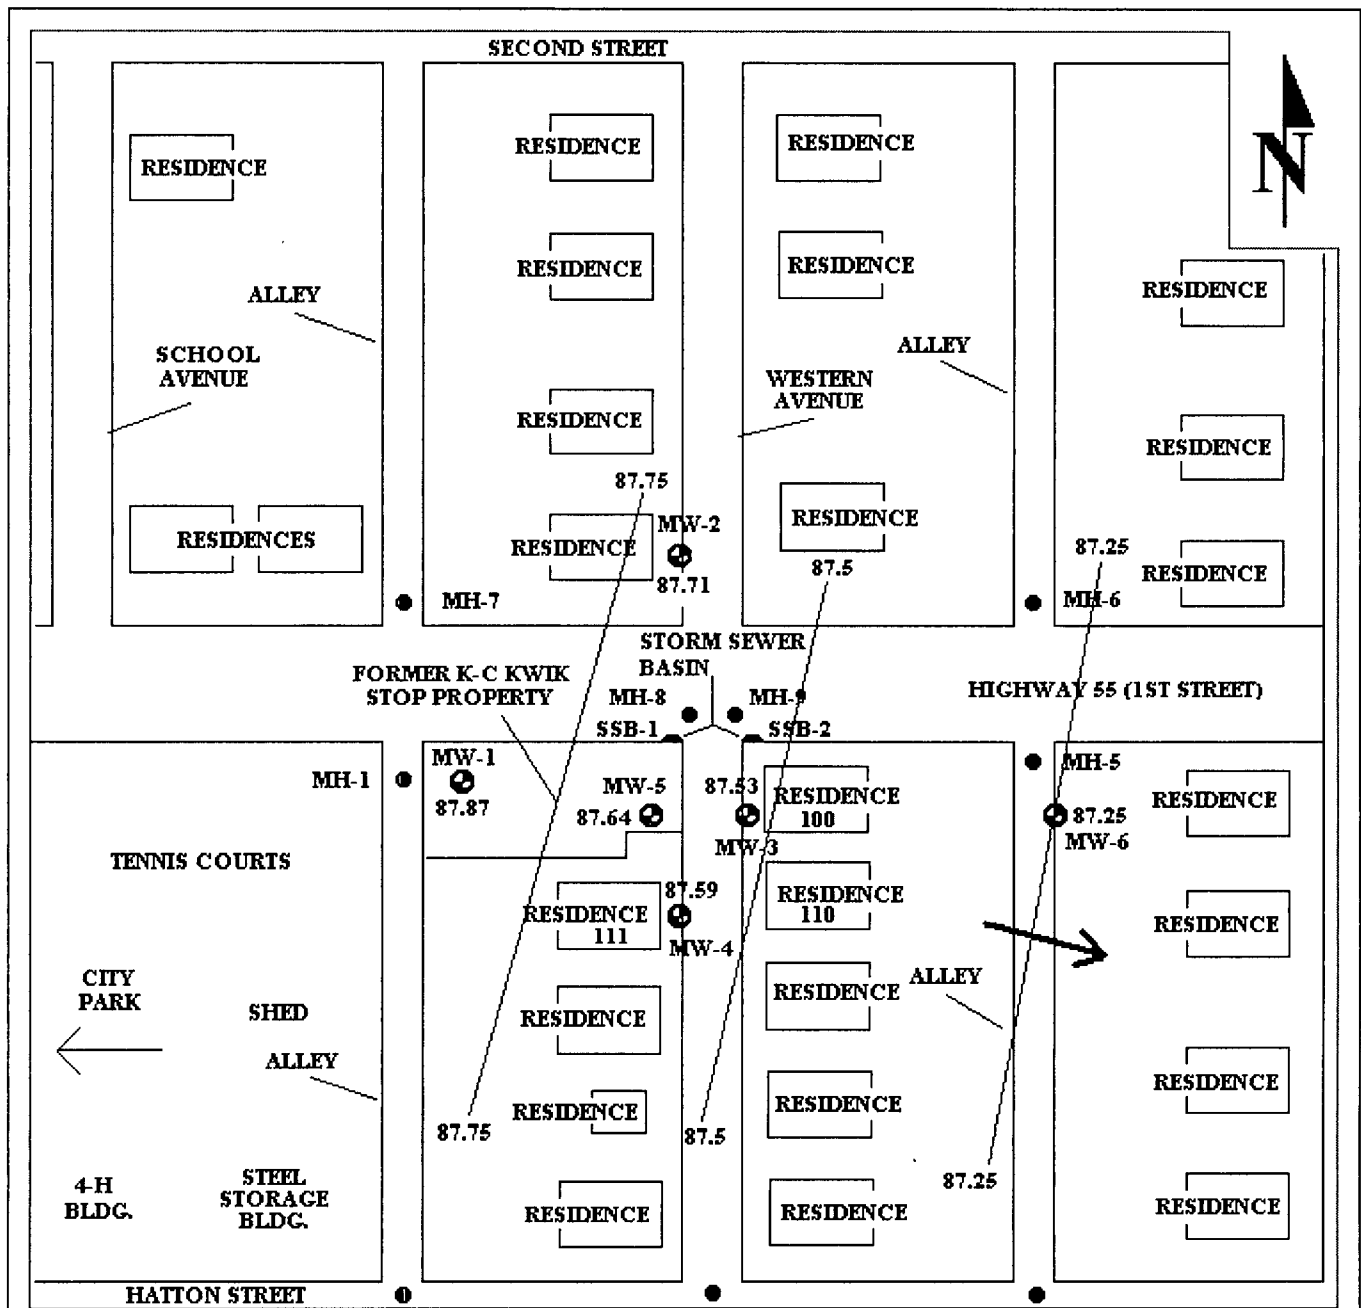 SECOND STREET
N
RESIDENCE
RESIDENCE
RESIDENCE
RESIDENCE
RESIDENCE
RESIDENCE
ALLEY
SCHOOL
AVENUE
ALLEY
WESTERN
AVENUE
RESIDENCE
RESIDENCE
87.75
RESIDENCES
RESIDENCE
MW-2
87.71
RESIDENCE
87.5
87.25
RESIDENCE
MH-7
MH-6
STORM SEWER
BASIN
FORMER K-C KWIK
STOP PROPERTY
MH-8
MH-9
HIGHWAY 55 (1ST STREET)
SSB-1
SSB-2
MH-1
MW-1
87.87
MW-5
87.64
87.53
MW-3
RESIDENCE
100
MH-5
87.25
MW-6
RESIDENCE
TENNIS COURTS
87.59
RESIDENCE
111
MW-4
RESIDENCE
110
RESIDENCE
CITY
PARK
SHED
ALLEY
RESIDENCE
RESIDENCE
ALLEY
RESIDENCE
RESIDENCE
87.75
87.5
RESIDENCE
87.25
4-H
BLDG.
STEEL
STORAGE
BLDG.
RESIDENCE
RESIDENCE
RESIDENCE
HATTON STREET